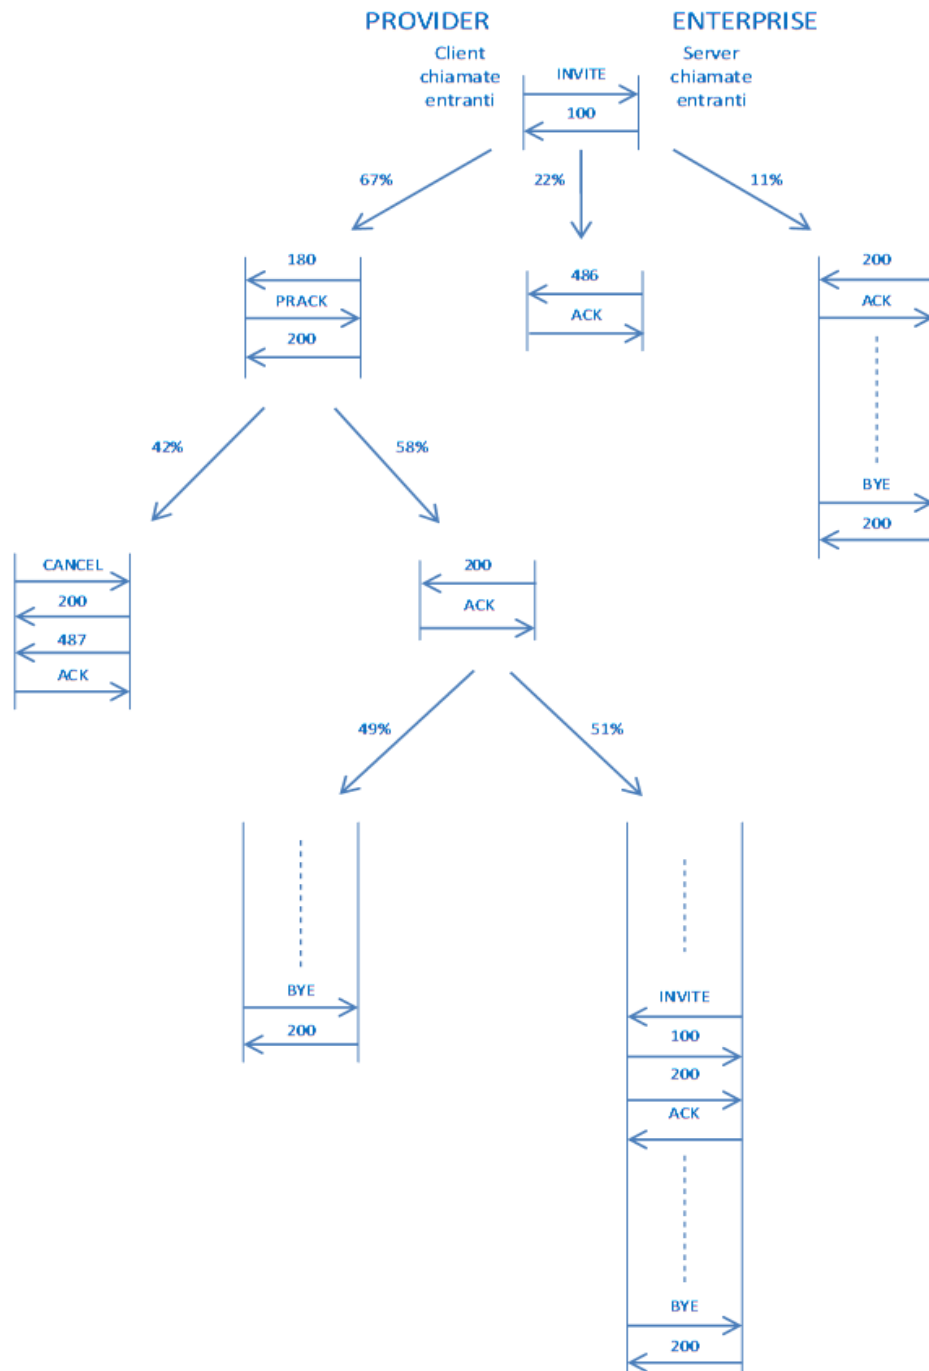 PROVIDER
ENTERPRISE
Client
chiamate
entranti
Server
chiamate
entranti
INVITE
100
67%
22%
11%
180
PRACK
200
486
ACK
200
ACK
BYE
200
42%
58%
CANCEL
200
487
ACK
200
ACK
49%
51%
BYE
200
INVITE
100
200
ACK
BYE
200